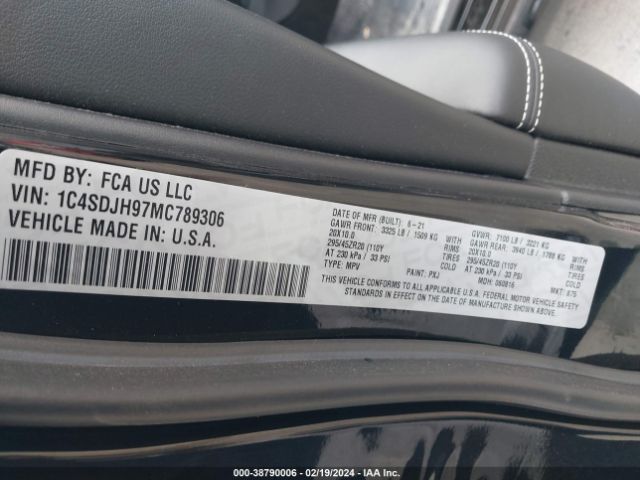 MFD BY: FCA US LLC
VIN: 1C4SDJH97MC789306
VEHICLE MADE IN: U.S.A.
DATE OF MFR (BUILT): 6-21
GAWR FRONT: 3325 LB / 1509 KG WITH
20X10.0 RIMS
295/45ZR20 (110Y TIRES
AT 230 kPa / 33 PSI COLD
TYPE: MPV PAINT: PXJ
GVWR: 7100 LB / 3221 KG
GAWR REAR: 3940 LB / 1788 KG WITH
20X10.0 RIMS
295/45ZR20 (110Y TIRES
AT 230 kPa / 33 PSI COLD
MDH: 060816 MKT: 875
THIS VEHICLE CONFORMS TO ALL APPLICABLE U.S.A. FEDERAL MOTOR VEHICLE SAFETY
STANDARDS IN EFFECT ON THE DATE OF MANUFACTURE SHOWN ABOVE.
000-38790006 - 02/19/2024 - IAA Inc.